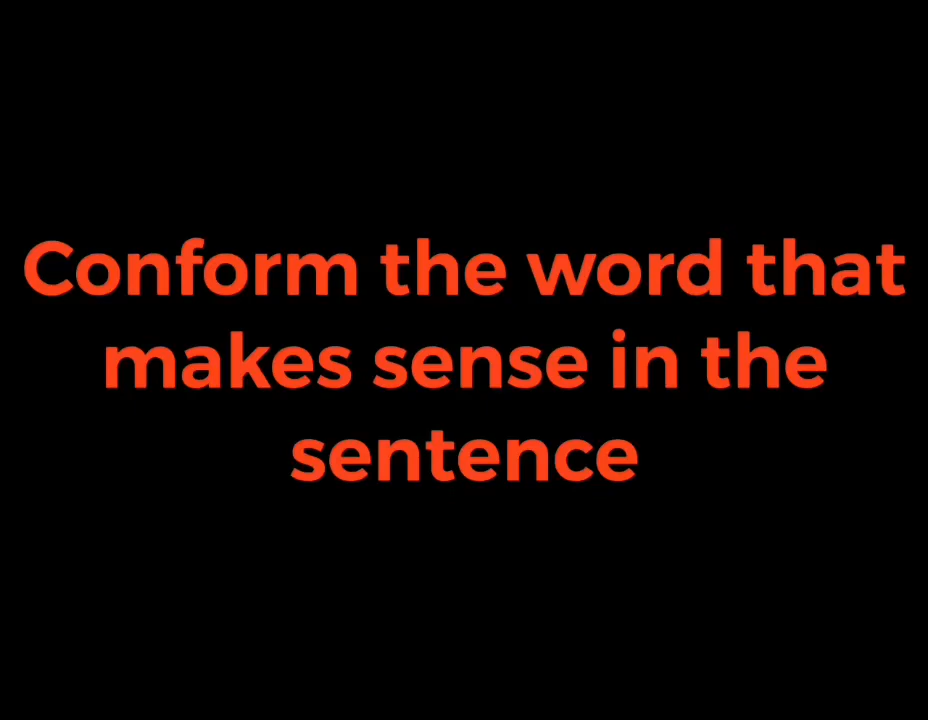 Conform the word that
makes sense in the
sentence